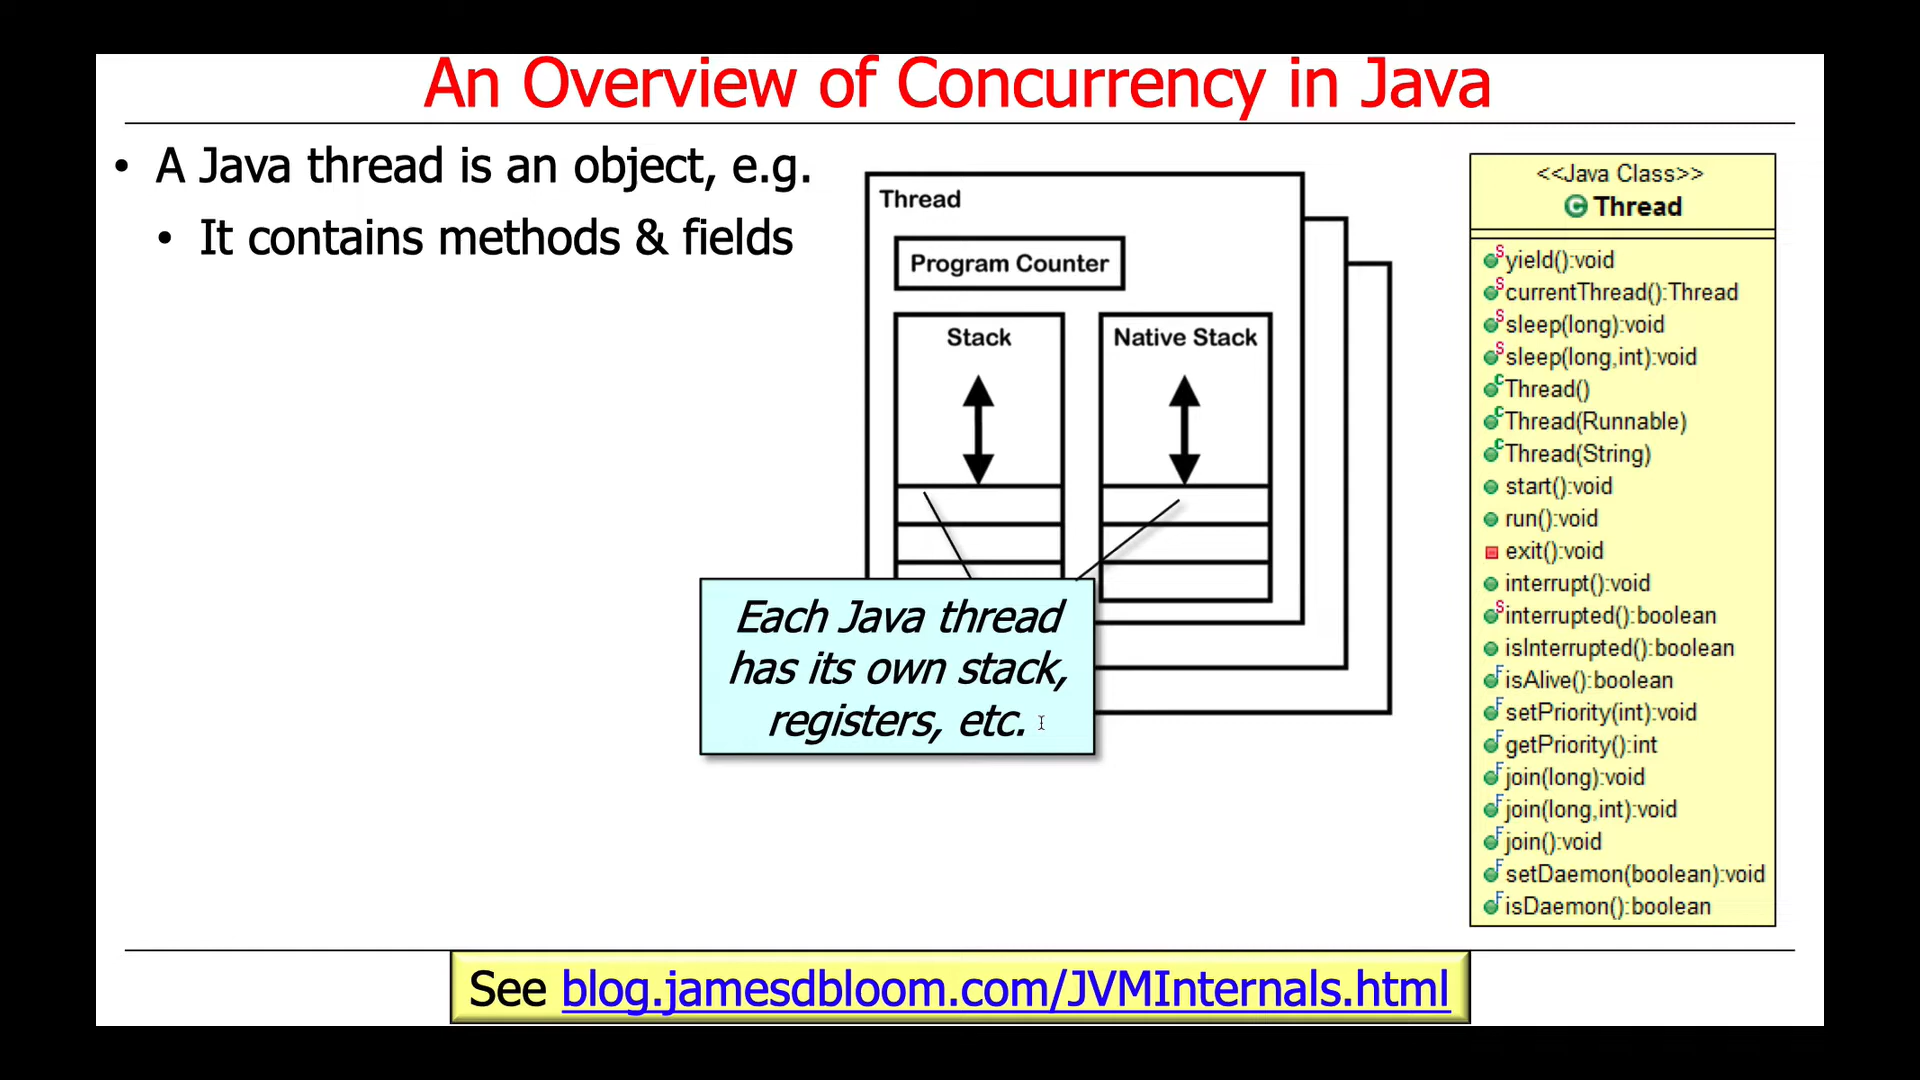 An Overview of Concurrency in Java
• A Java thread is an object, e.g.
• It contains methods & fields
Thread
Program Counter
Stack
Native Stack
Each Java thread
has its own stack,
registers, etc.
<<Java Class>>
C Thread
S yield():void
S currentThread():Thread
S sleep(long):void
S sleep(long,int):void
C Thread()
C Thread(Runnable)
C Thread(String)
start():void
run():void
exit():void
interrupt():void
S interrupted():boolean
isInterrupted():boolean
F isAlive():boolean
F setPriority(int):void
F getPriority():int
F join(long):void
F join(long,int):void
F join():void
F setDaemon(boolean):void
F isDaemon():boolean
See blog.jamesdbloom.com/JVMInternals.html